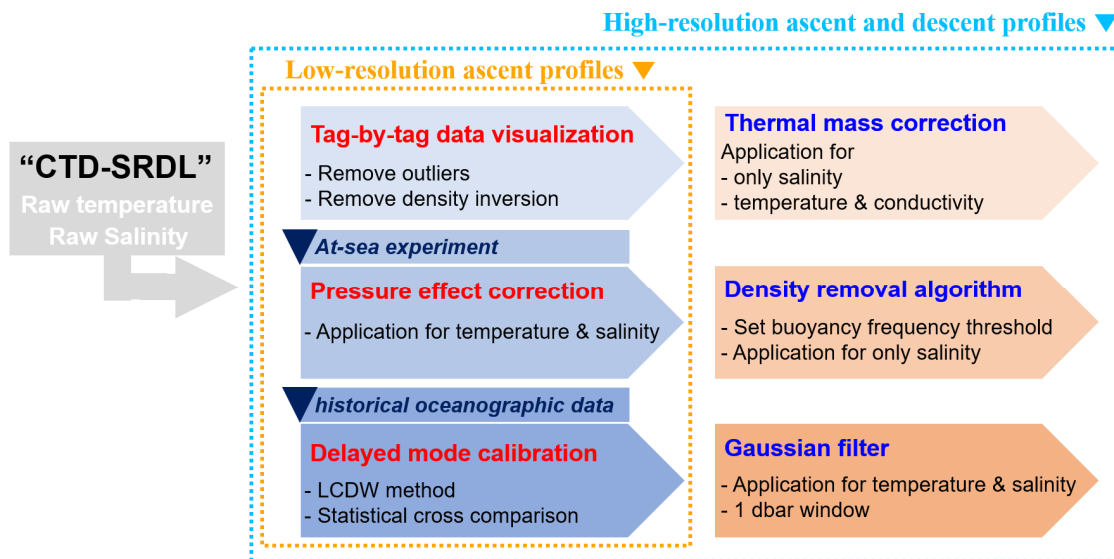 High-resolution ascent and descent profiles
Low-resolution ascent profiles
“CTD-SRDL”
Raw temperature
Raw Salinity
Tag-by-tag data visualization
- Remove outliers
- Remove density inversion
At-sea experiment
Pressure effect correction
- Application for temperature & salinity
historical oceanographic data
Delayed mode calibration
- LCDW method
- Statistical cross comparison
Thermal mass correction
Application for
- only salinity
- temperature & conductivity
Density removal algorithm
- Set buoyancy frequency threshold
- Application for only salinity
Gaussian filter
- Application for temperature & salinity
- 1 dbar window